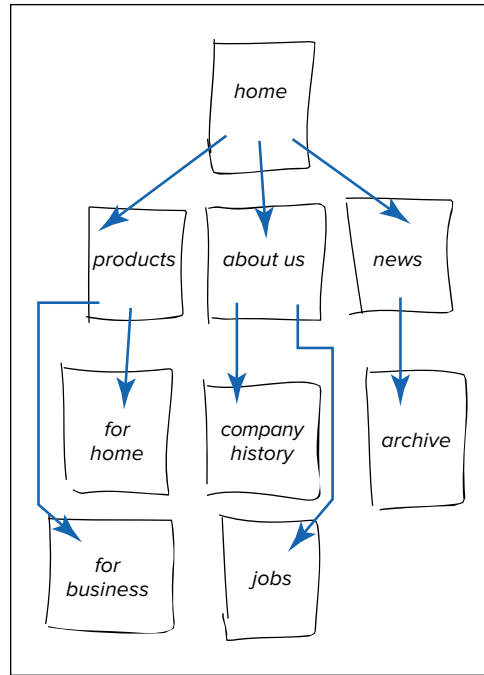 home
products
about us
news
for
home
company
history
archive
for
business
jobs